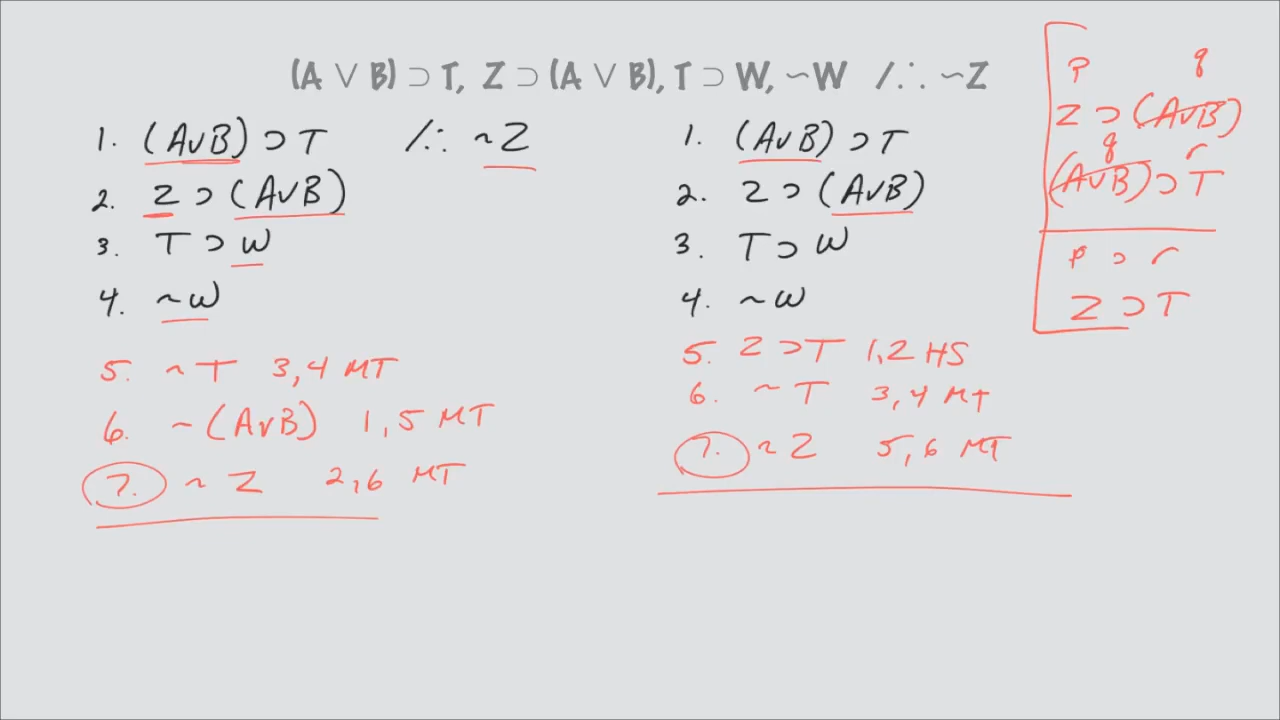 (A ∨ B) ⊃ T, Z ⊃ (A ∨ B), T ⊃ W, ~W /∴ ~Z
1. (A∨B) ⊃ T /∴ ~Z
2. Z ⊃ (A∨B)
3. T ⊃ W
4. ~W
5. ~T 3,4 MT
6. ~(A∨B) 1,5 MT
7. ~Z 2,6 MT
1. (A∨B) ⊃ T
2. Z ⊃ (A∨B)
3. T ⊃ W
4. ~W
5. Z ⊃ T 1,2 HS
6. ~T 3,4 MT
7. ~Z 5,6 MT
p q
Z ⊃ (A∨B)
q r
(A∨B) ⊃ T
p ⊃ r
Z ⊃ T